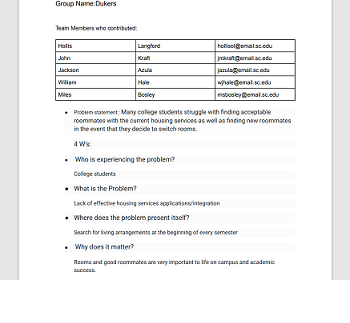 Group Name:Dukers
Team Members who contributed:
Hollis Langford hollisol@email.sc.edu
John Kraft jmkraft@email.sc.edu
Jackson Azula jazula@email.sc.edu
William Hale wjhale@email.sc.edu
Miles Bosley msbosley@email.sc.edu
• Problem statement: Many college students struggle with finding acceptable
roommates with the current housing services as well as finding new roommates
in the event that they decide to switch rooms.
4 W's:
• Who is experiencing the problem?
College students
• What is the Problem?
Lack of effective housing services applications/integration
• Where does the problem present itself?
Search for living arrangements at the beginning of every semester
• Why does it matter?
Rooms and good roommates are very important to life on campus and academic
success.